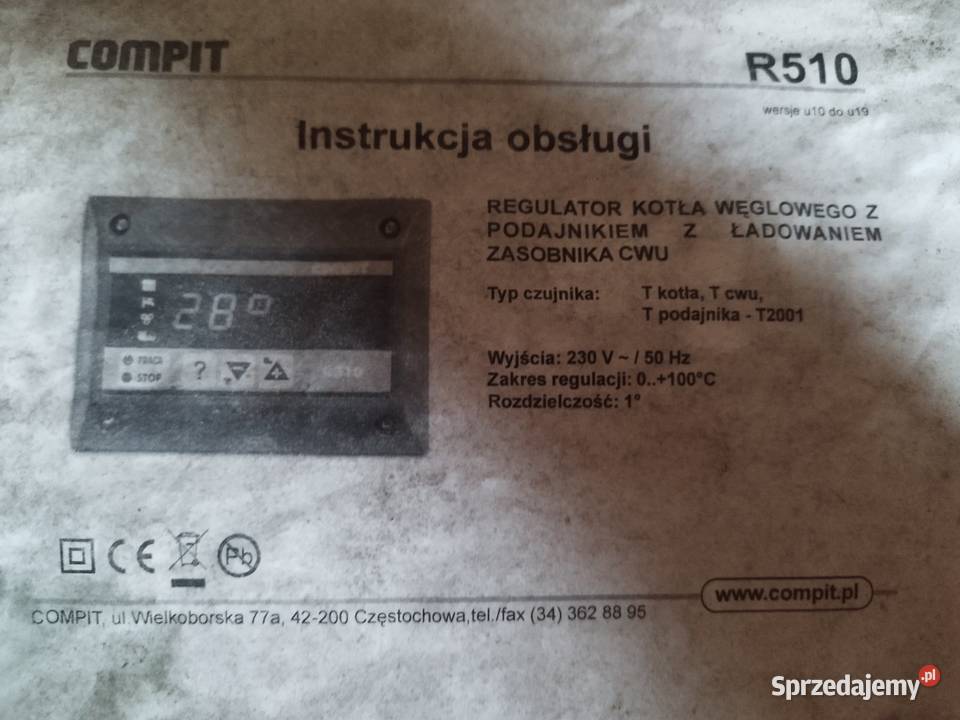 COMPIT
R510
wersje u10 do u19
Instrukcja obsługi
REGULATOR KOTŁA WĘGLOWEGO Z
PODAJNIKIEM Z ŁADOWANIEM
ZASOBNIKA CWU
Typ czujnika: T kotła, T cwu,
T podajnika - T2001
Wyjścia: 230 V ~ / 50 Hz
Zakres regulacji: 0..+100°C
Rozdzielczość: 1°
28°
PRACA
STOP
?
R510
CE
Pb
www.compit.pl
COMPIT, ul.Wielkoborska 77a, 42-200 Częstochowa,tel./fax (34) 362 88 95
Sprzedajemy.pl